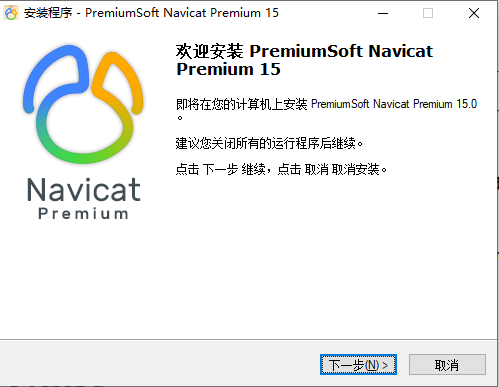 安装程序 - PremiumSoft Navicat Premium 15
欢迎安装 PremiumSoft Navicat
Premium 15
即将在您的计算机上安装 PremiumSoft Navicat Premium 15.0
。
建议您关闭所有的运行程序后继续。
点击 下一步 继续，点击 取消 取消安装。
Navicat
Premium
下一步(N) >
取消